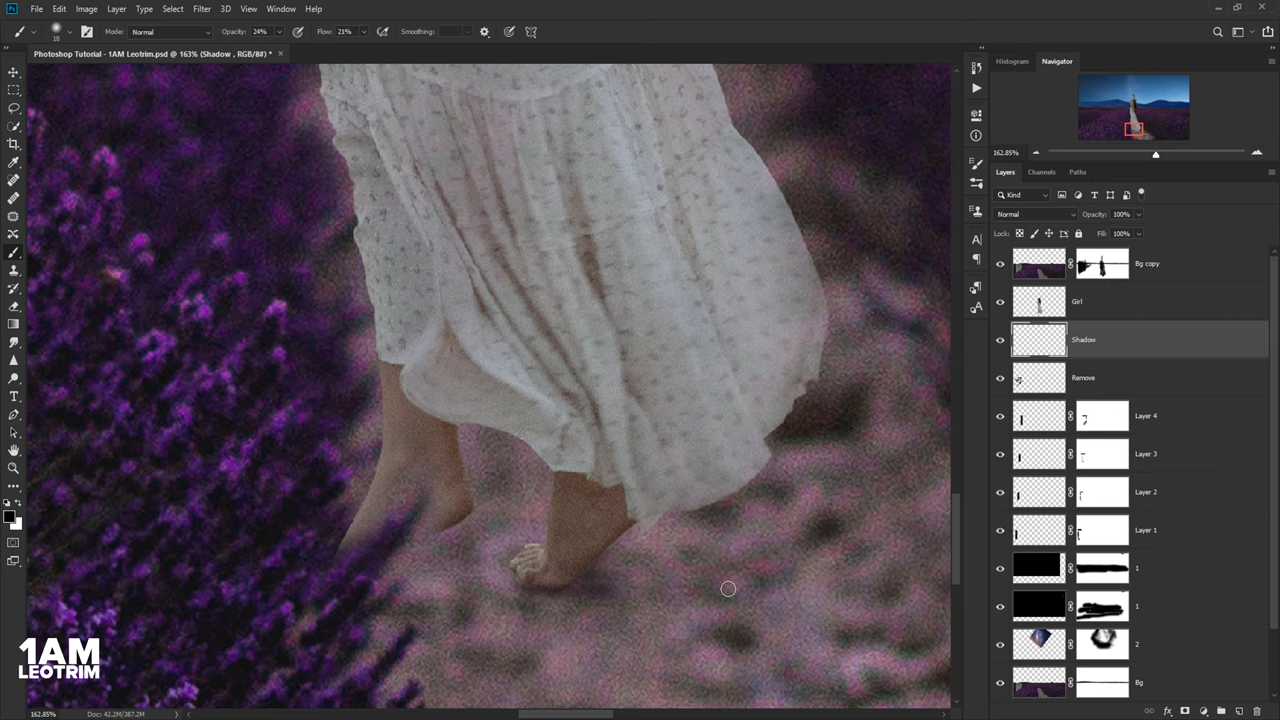 Ps File Edit Image Layer Type Select Filter 3D View Window Help
18 Mode: Normal Opacity: 24% Flow: 21% Smoothing:
Photoshop Tutorial - 1AM Leotrim.psd @ 163% (Shadow , RGB/8#) * ×
Histogram Navigator
162.85%
Layers Channels Paths
Kind
Normal Opacity: 100%
Lock: Fill: 100%
Bg copy
Girl
Shadow
Remove
Layer 4
Layer 3
Layer 2
Layer 1
1
1
2
Bg
1AM
LEOTRIM
162.85% Doc: 42.2M/387.2M